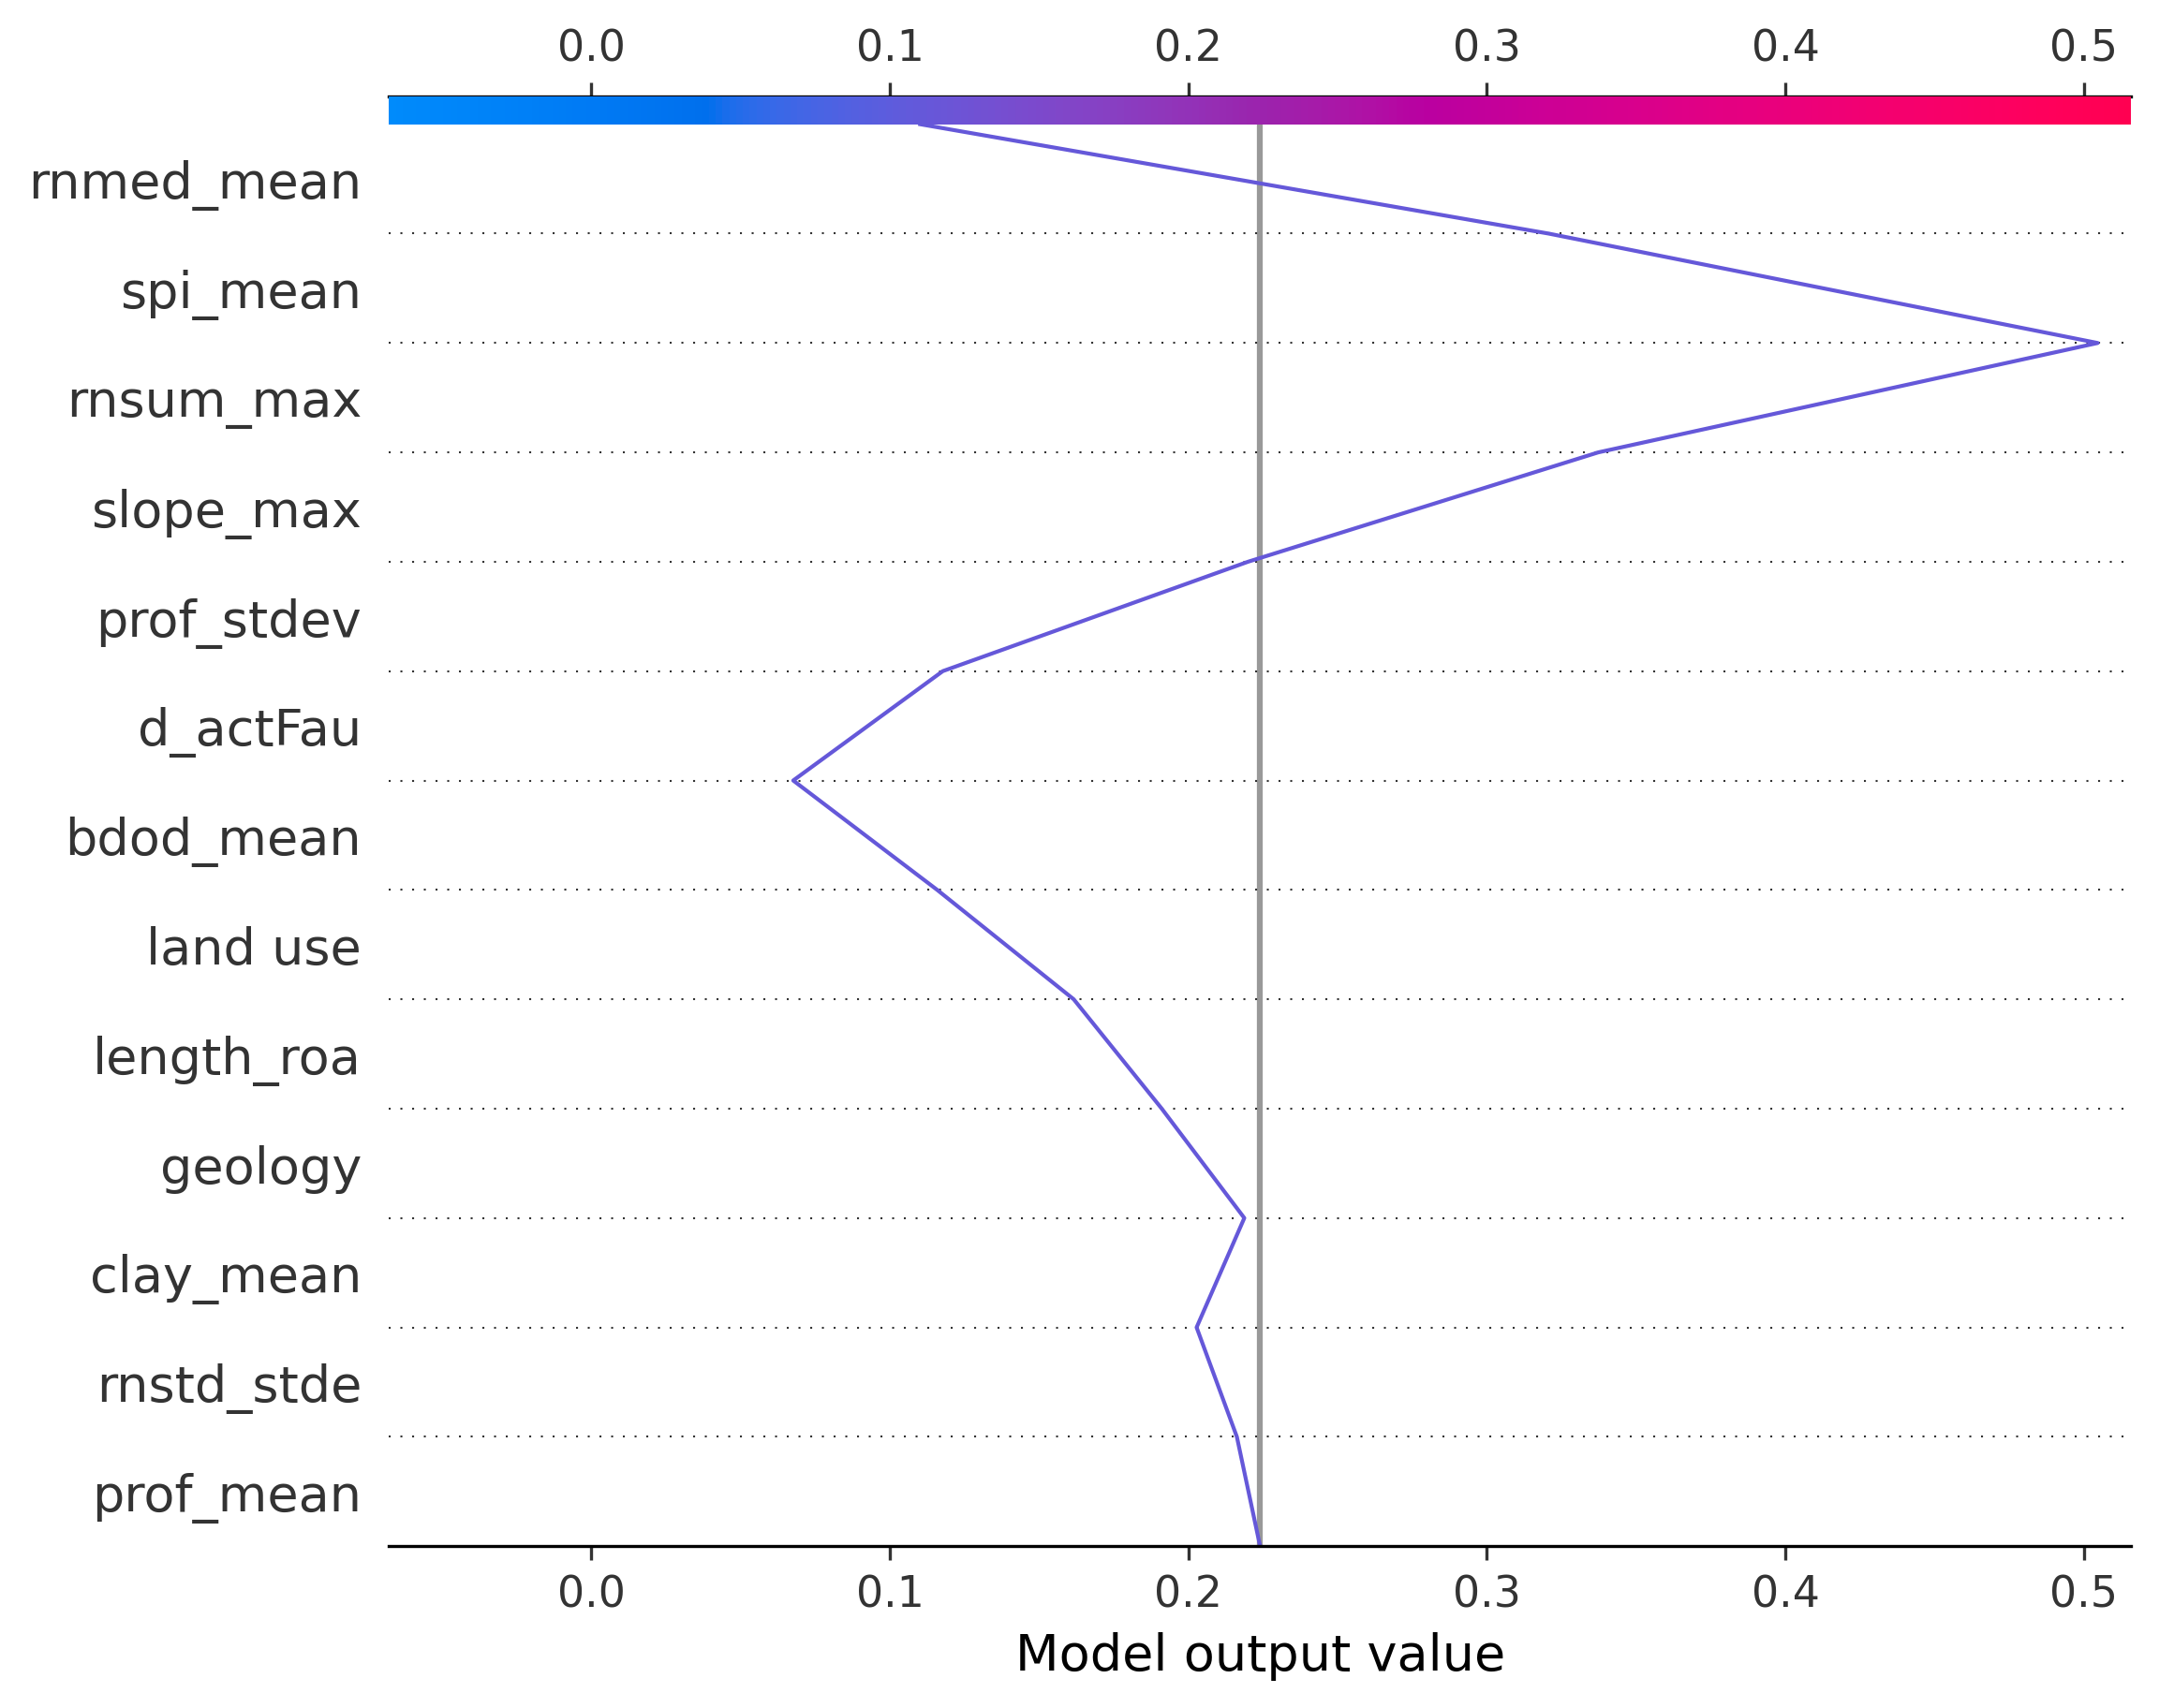 0.0 0.1 0.2 0.3 0.4 0.5
rnmed_mean
spi_mean
rnsum_max
slope_max
prof_stdev
d_actFau
bdod_mean
land use
length_roa
geology
clay_mean
rnstd_stde
prof_mean
0.0 0.1 0.2 0.3 0.4 0.5
Model output value